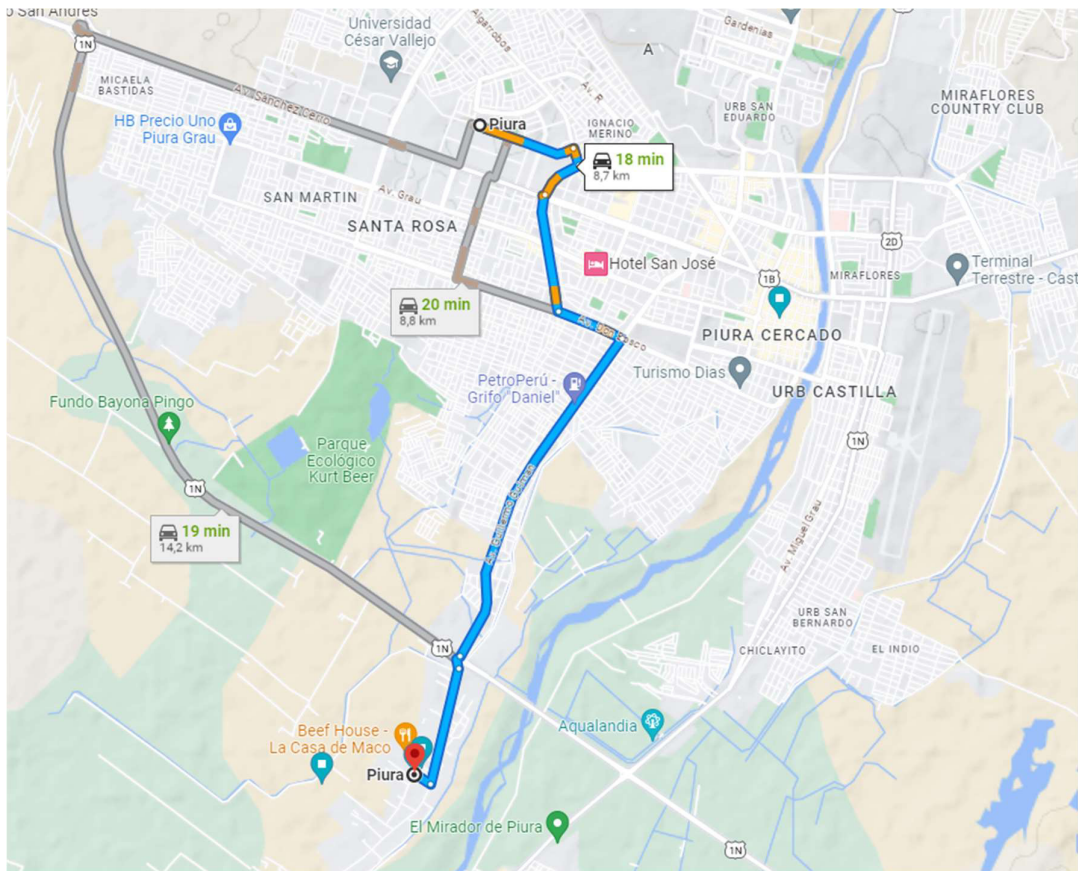 o San Andrés
1N
Universidad
César Vallejo
Algarrobos
Gardenias
A
MICAELA
BASTIDAS
Av. Sánchez Cerro
Av. R
HB Precio Uno
Piura Grau
Piura
IGNACIO
MERINO
URB SAN
EDUARDO
MIRAFLORES
COUNTRY CLUB
18 min
8,7 km
SAN MARTIN
Av. Grau
SANTA ROSA
2D
Hotel San José
1B
MIRAFLORES
Terminal
Terrestre - Cast
20 min
8,8 km
PIURA CERCADO
PetroPerú -
Grifo "Daniel"
Turismo Dias
URB CASTILLA
Fundo Bayona Pingo
Parque
Ecológico
Kurt Beer
1N
1N
19 min
14,2 km
Av. Miguel Grau
URB SAN
BERNARDO
1N
CHICLAYITO
EL INDIO
Beef House -
La Casa de Maco
Aqualandia
Piura
El Mirador de Piura
1N